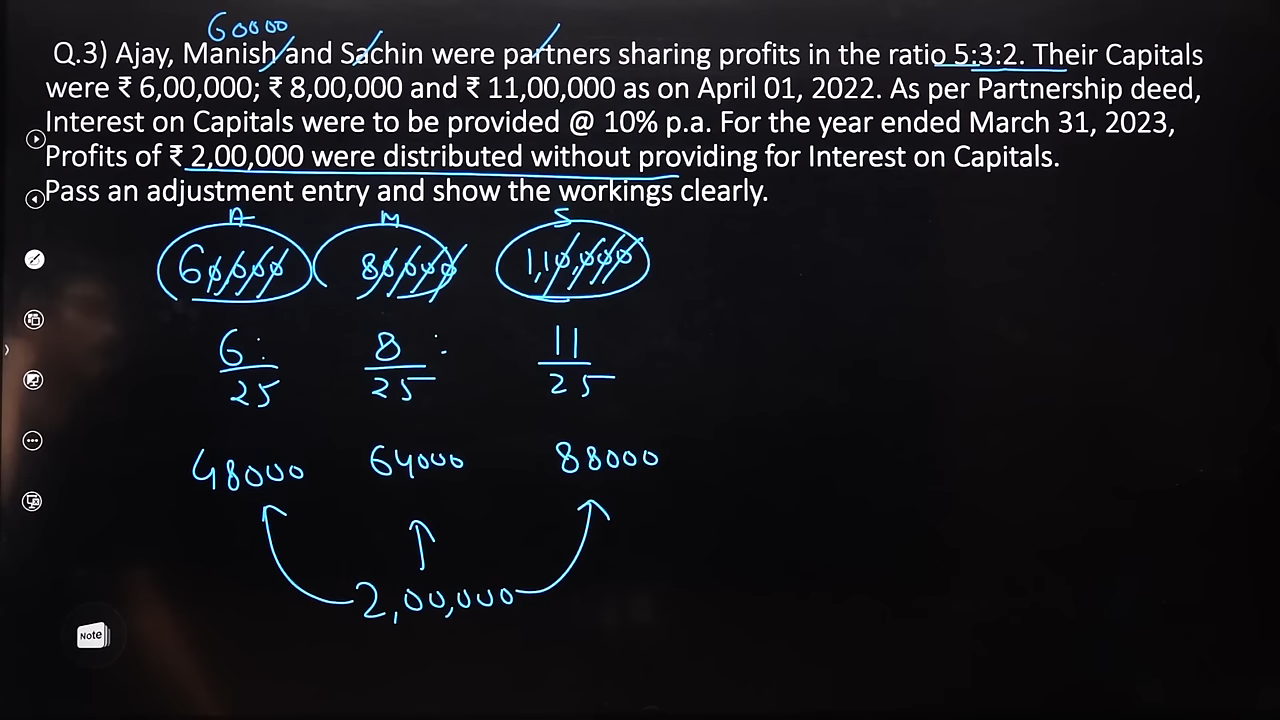 60000
Q.3) Ajay, Manish and Sachin were partners sharing profits in the ratio 5:3:2. Their Capitals
were ₹ 6,00,000; ₹ 8,00,000 and ₹ 11,00,000 as on April 01, 2022. As per Partnership deed,
Interest on Capitals were to be provided @ 10% p.a. For the year ended March 31, 2023,
Profits of ₹ 2,00,000 were distributed without providing for Interest on Capitals.
Pass an adjustment entry and show the workings clearly.
A M S
60,000 80,000 1,10,000
6 : 8 : 11
25 25 25
48000 64000 88000
2,00,000
Note